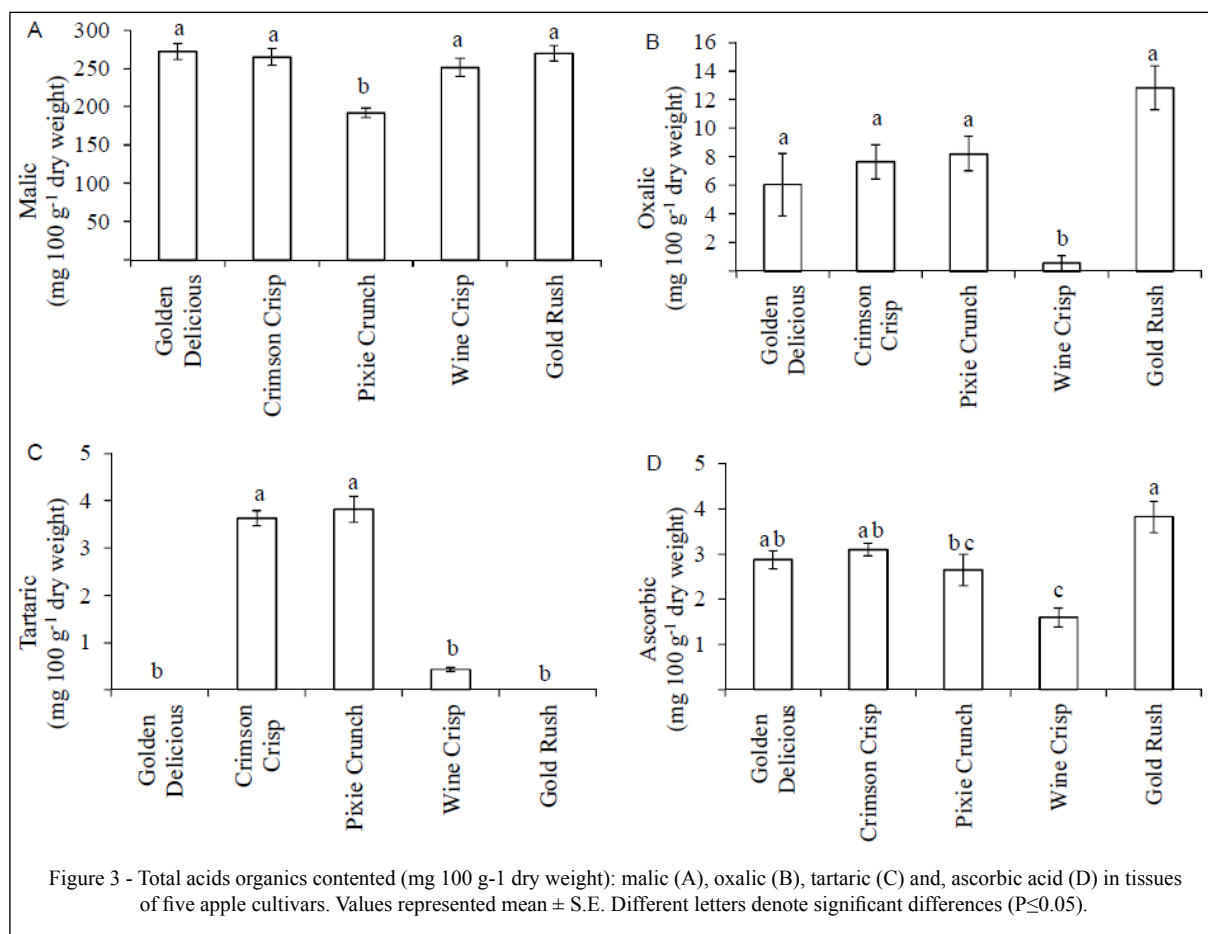 A
300
250
200
150
100
50
Malic
(mg 100 g-1 dry weight)
a
a
b
a
a
Golden
Delicious
Crimson Crisp
Pixie Crunch
Wine Crisp
Gold Rush
B
16
14
12
10
8
6
4
2
Oxalic
(mg 100 g-1 dry weight)
a
a
a
b
a
Golden
Delicious
Crimson
Crisp
Pixie Crunch
Wine Crisp
Gold Rush
C
5
4
3
2
1
Tartaric
(mg 100 g-1 dry weight)
b
a
a
b
b
Golden
Delicious
Crimson
Crisp
Pixie Crunch
Wine Crisp
Gold Rush
D
5
4
3
2
1
Ascorbic
(mg 100 g-1 dry weight)
a b
a b
b c
c
a
Golden
Delicious
Crimson Crisp
Pixie Crunch
Wine Crisp
Gold Rush
Figure 3 - Total acids organics contented (mg 100 g-1 dry weight): malic (A), oxalic (B), tartaric (C) and, ascorbic acid (D) in tissues
of five apple cultivars. Values represented mean ± S.E. Different letters denote significant differences (P≤0.05).